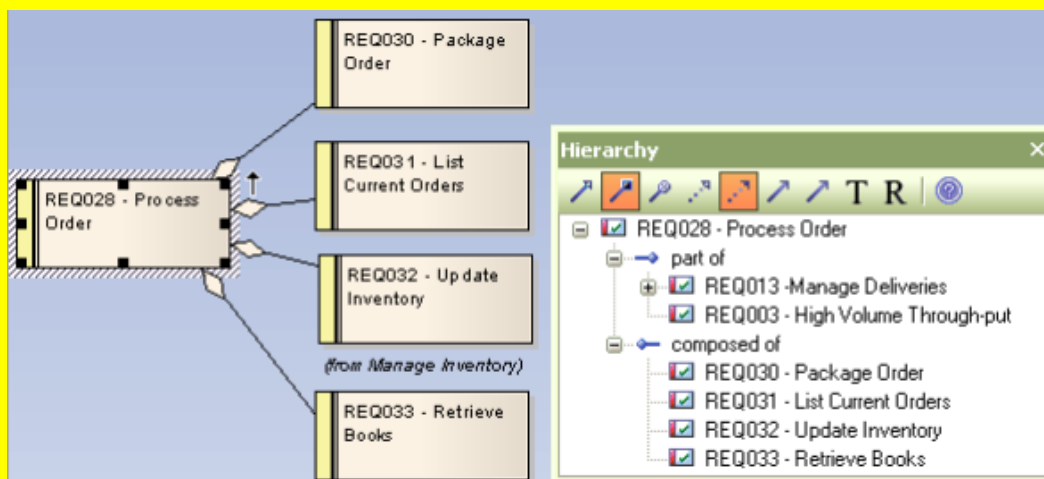 REQ030 - Package
Order
REQ031 - List
Current Orders
REQ028 - Process
Order
REQ032 - Update
Inventory
(from Manage Inventory)
REQ033 - Retrieve
Books
Hierarchy
T R
REQ028 - Process Order
part of
REQ013 -Manage Deliveries
REQ003 - High Volume Through-put
composed of
REQ030 - Package Order
REQ031 - List Current Orders
REQ032 - Update Inventory
REQ033 - Retrieve Books